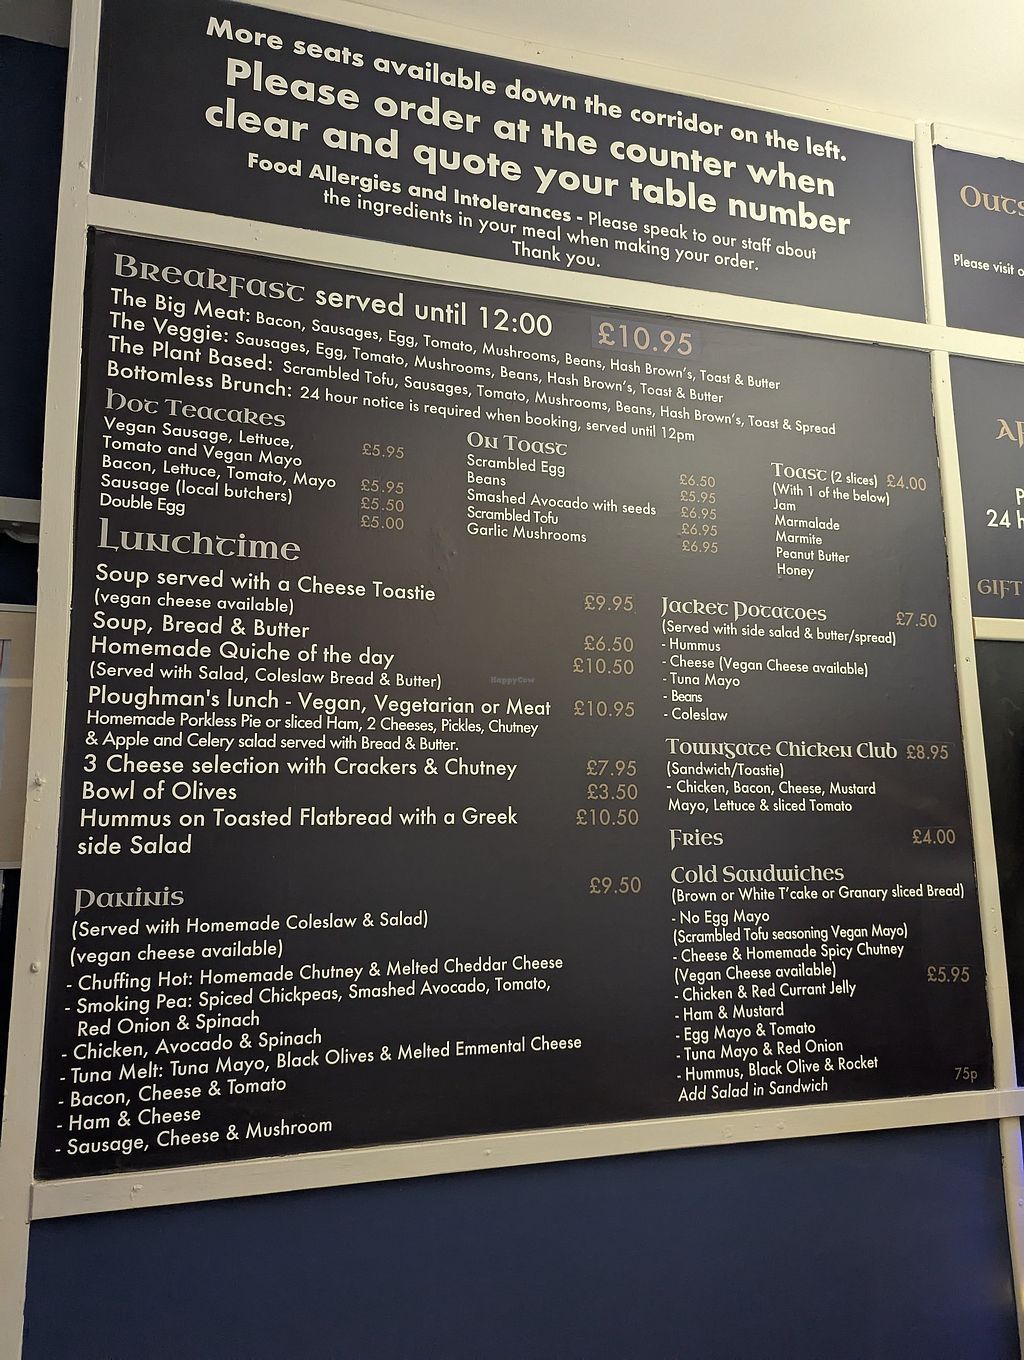 More seats available down the corridor on the left.
Please order at the counter when
clear and quote your table number
Food Allergies and Intolerances - Please speak to our staff about
the ingredients in your meal when making your order.
Thank you.
Breakfast served until 12:00 £10.95
The Big Meat: Bacon, Sausages, Egg, Tomato, Mushrooms, Beans, Hash Brown's, Toast & Butter
The Veggie: Sausages, Egg, Tomato, Mushrooms, Beans, Hash Brown's, Toast & Butter
The Plant Based: Scrambled Tofu, Sausages, Tomato, Mushrooms, Beans, Hash Brown's, Toast & Spread
Bottomless Brunch: 24 hour notice is required when booking, served until 12pm
Hot Teacakes
Vegan Sausage, Lettuce,
Tomato and Vegan Mayo £5.95
Bacon, Lettuce, Tomato, Mayo £5.95
Sausage (local butchers) £5.50
Double Egg £5.00
On Toast
Scrambled Egg £6.50
Beans £5.95
Smashed Avocado with seeds £6.95
Scrambled Tofu £6.95
Garlic Mushrooms £6.95
Toast (2 slices) £4.00
(With 1 of the below)
Jam
Marmalade
Marmite
Peanut Butter
Honey
Lunchtime
Soup served with a Cheese Toastie £9.95
(vegan cheese available)
Soup, Bread & Butter £6.50
Homemade Quiche of the day £10.50
(Served with Salad, Coleslaw Bread & Butter)
Ploughman's lunch - Vegan, Vegetarian or Meat £10.95
Homemade Porkless Pie or sliced Ham, 2 Cheeses, Pickles, Chutney
& Apple and Celery salad served with Bread & Butter.
3 Cheese selection with Crackers & Chutney £7.95
Bowl of Olives £3.50
Hummus on Toasted Flatbread with a Greek £10.50
side Salad
Paninis £9.50
(Served with Homemade Coleslaw & Salad)
(vegan cheese available)
- Chuffing Hot: Homemade Chutney & Melted Cheddar Cheese
- Smoking Pea: Spiced Chickpeas, Smashed Avocado, Tomato,
Red Onion & Spinach
- Chicken, Avocado & Spinach
- Tuna Melt: Tuna Mayo, Black Olives & Melted Emmental Cheese
- Bacon, Cheese & Tomato
- Ham & Cheese
- Sausage, Cheese & Mushroom
Jacket Potatoes £7.50
(Served with side salad & butter/spread)
- Hummus
- Cheese (Vegan Cheese available)
- Tuna Mayo
- Beans
- Coleslaw
Towngate Chicken Club £8.95
(Sandwich/Toastie)
- Chicken, Bacon, Cheese, Mustard
Mayo, Lettuce & sliced Tomato
Fries £4.00
Cold Sandwiches
(Brown or White T'cake or Granary sliced Bread)
- No Egg Mayo
(Scrambled Tofu seasoning Vegan Mayo)
- Cheese & Homemade Spicy Chutney
(Vegan Cheese available) £5.95
- Chicken & Red Currant Jelly
- Ham & Mustard
- Egg Mayo & Tomato
- Tuna Mayo & Red Onion
- Hummus, Black Olive & Rocket
Add Salad in Sandwich 75p
Please visit
24
GIFT
HappyCow